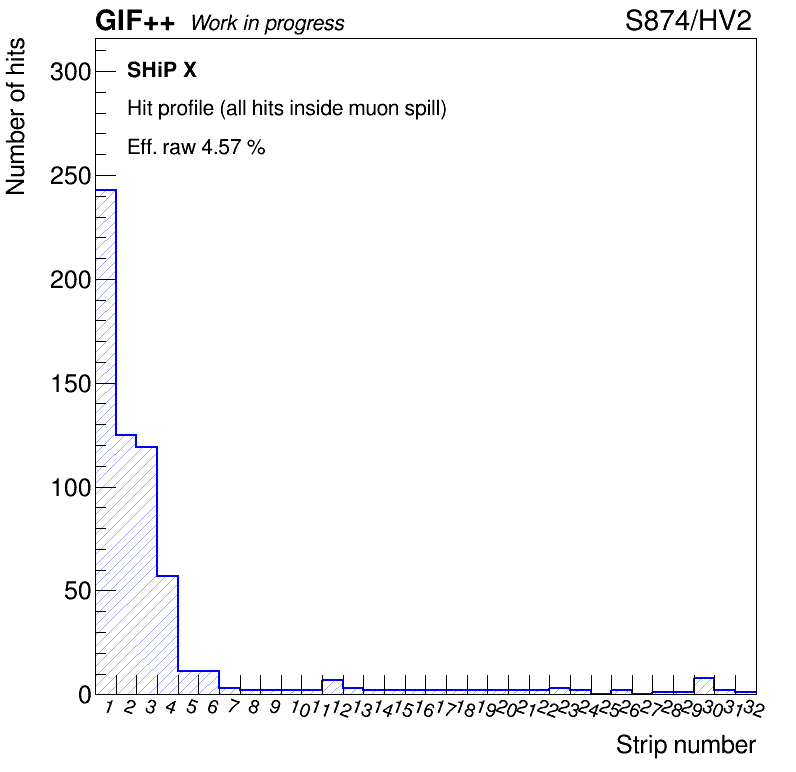 GIF++ Work in progress S874/HV2
Number of hits
SHiP X
Hit profile (all hits inside muon spill)
Eff. raw 4.57 %
300
250
200
150
100
50
0
1 2 3 4 5 6 7 8 9 10 11 12 13 14 15 16 17 18 19 20 21 22 23 24 25 26 27 28 29 30 31 32
Strip number